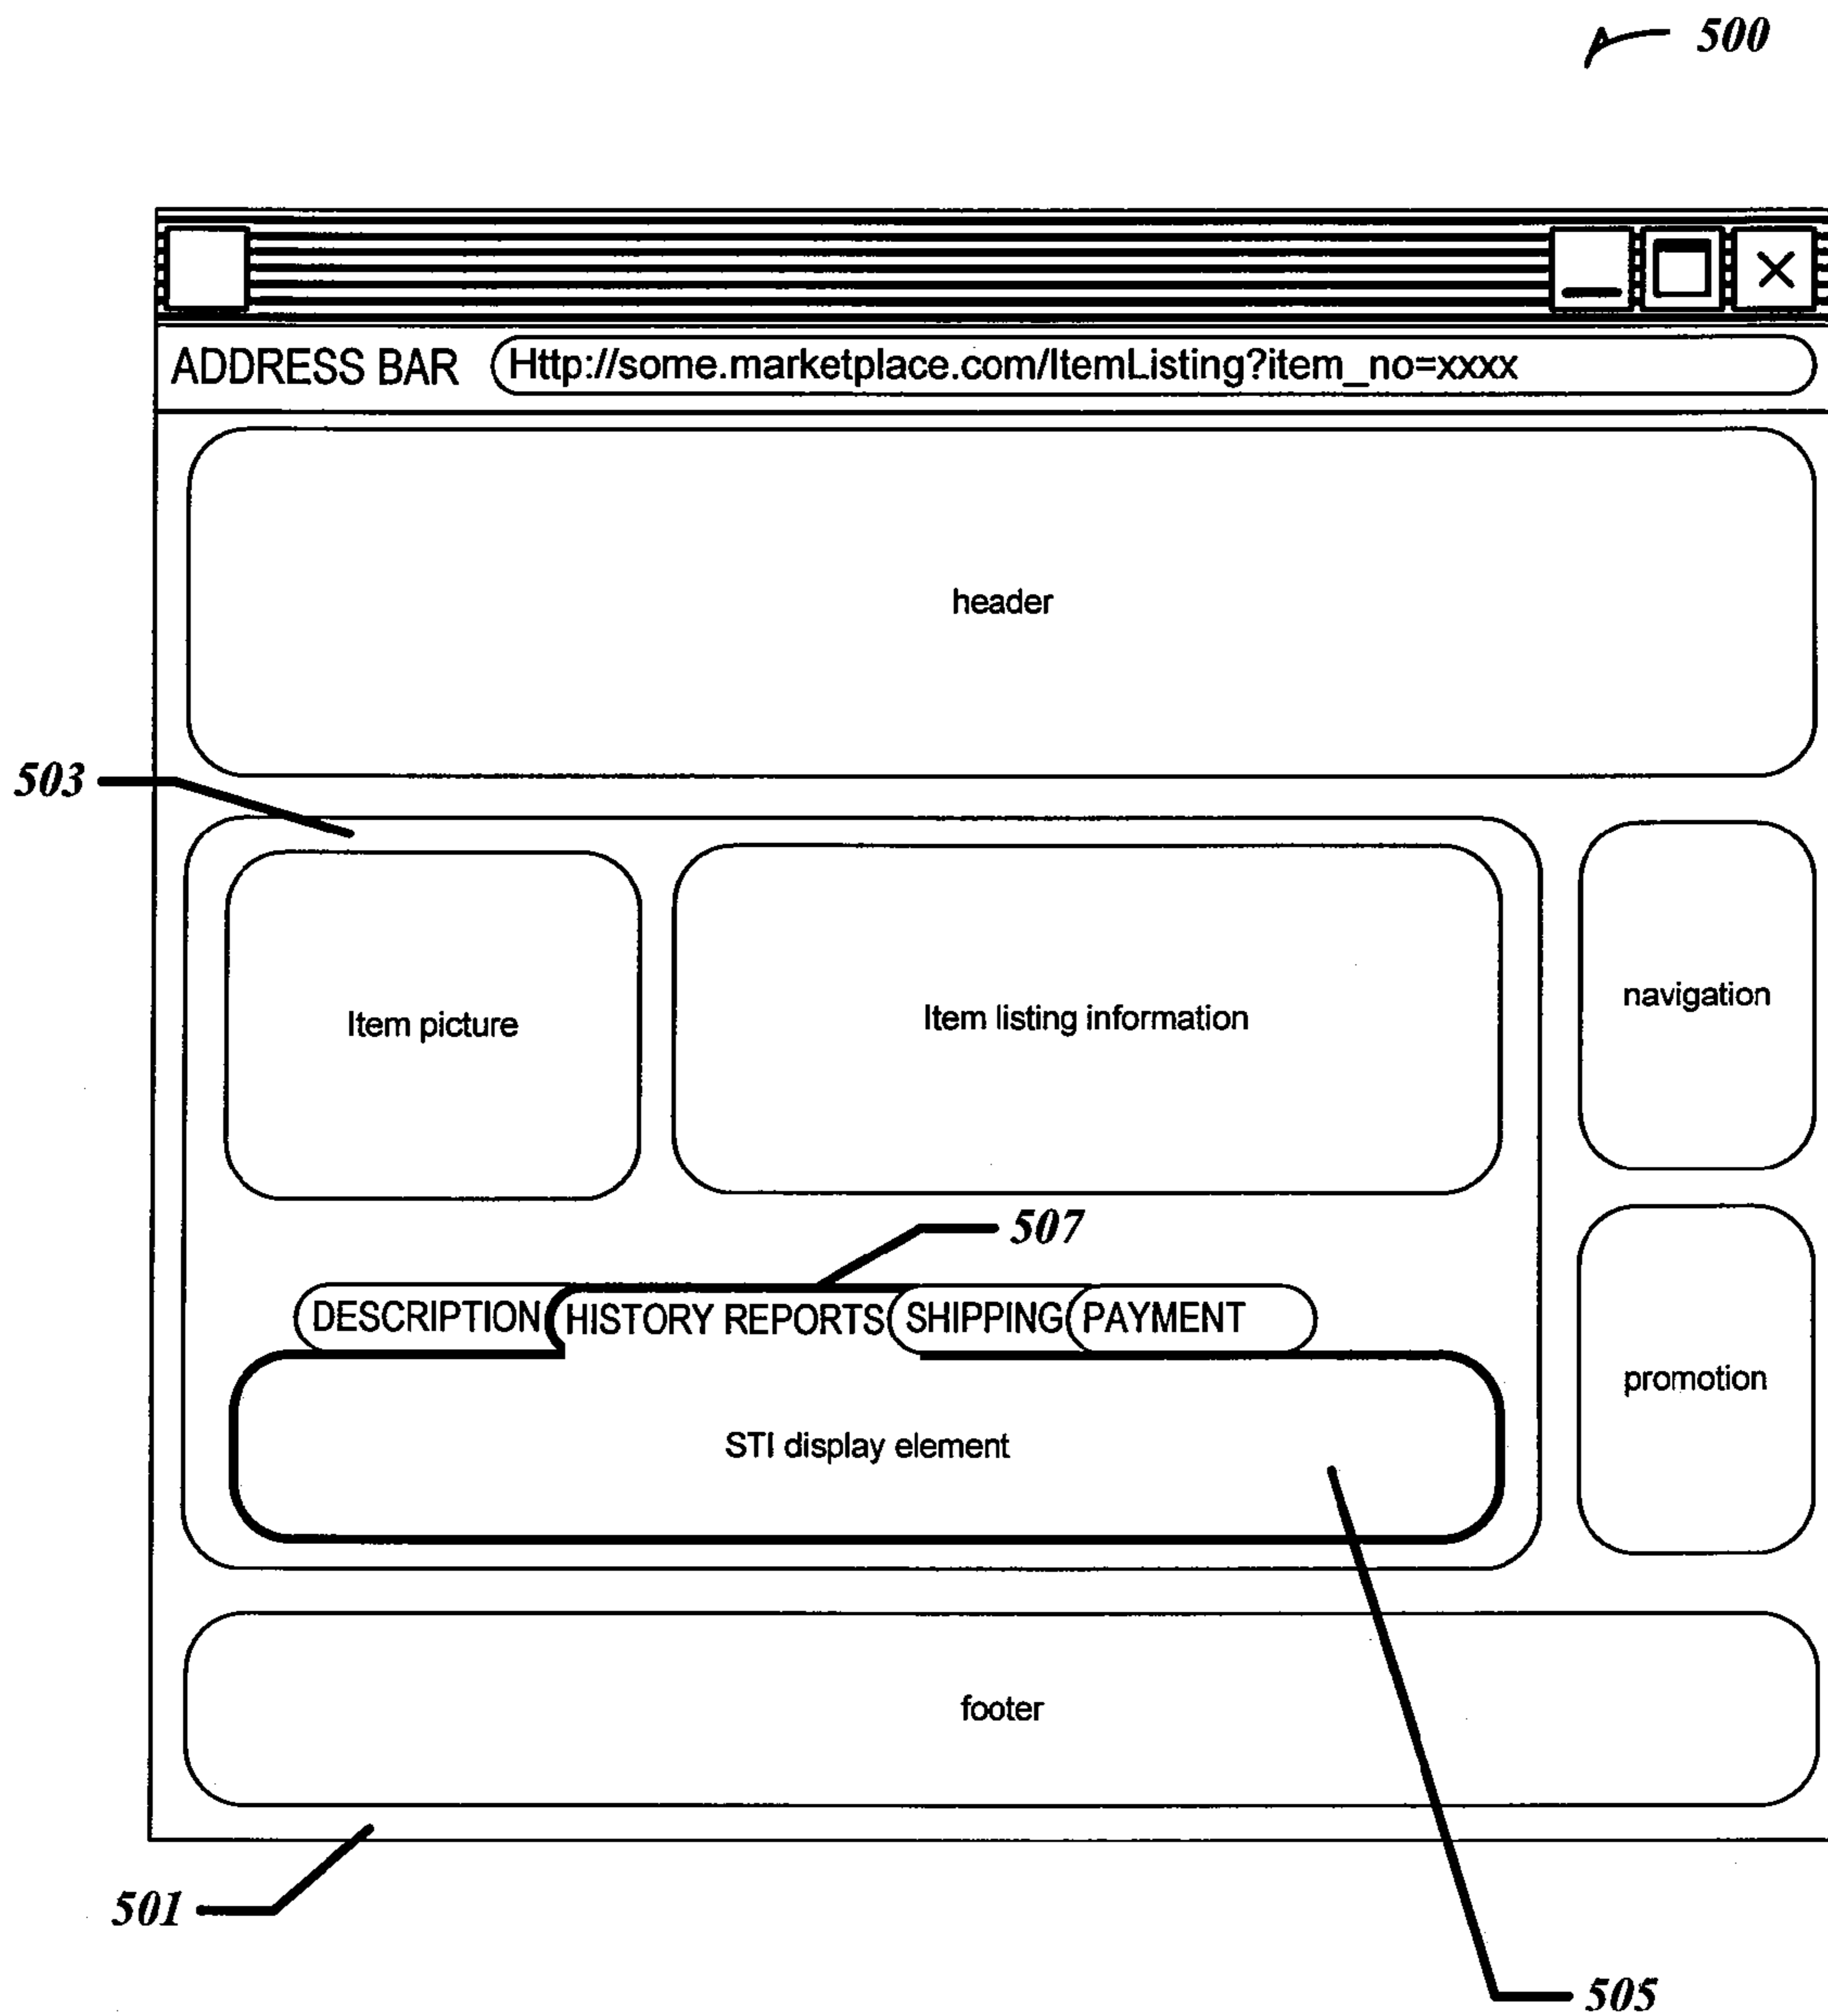 500
ADDRESS BAR Http://some.marketplace.com/ItemListing?item_no=xxxx
header
503
Item picture
Item listing information
navigation
507
DESCRIPTION HISTORY REPORTS SHIPPING PAYMENT
promotion
STI display element
footer
501
505